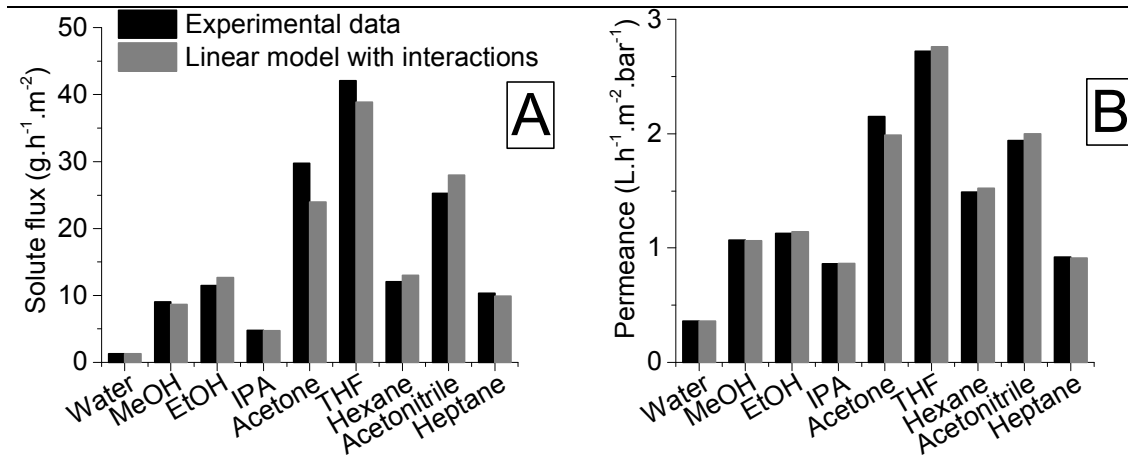 Experimental data
Linear model with interactions
A
Solute flux (g.h⁻¹.m⁻²)
50
40
30
20
10
0
Water
MeOH
EtOH
IPA
Acetone
THF
Hexane
Acetonitrile
Heptane
B
Permeance (L.h⁻¹.m⁻².bar⁻¹)
3
2
1
0
Water
MeOH
EtOH
IPA
Acetone
THF
Hexane
Acetonitrile
Heptane